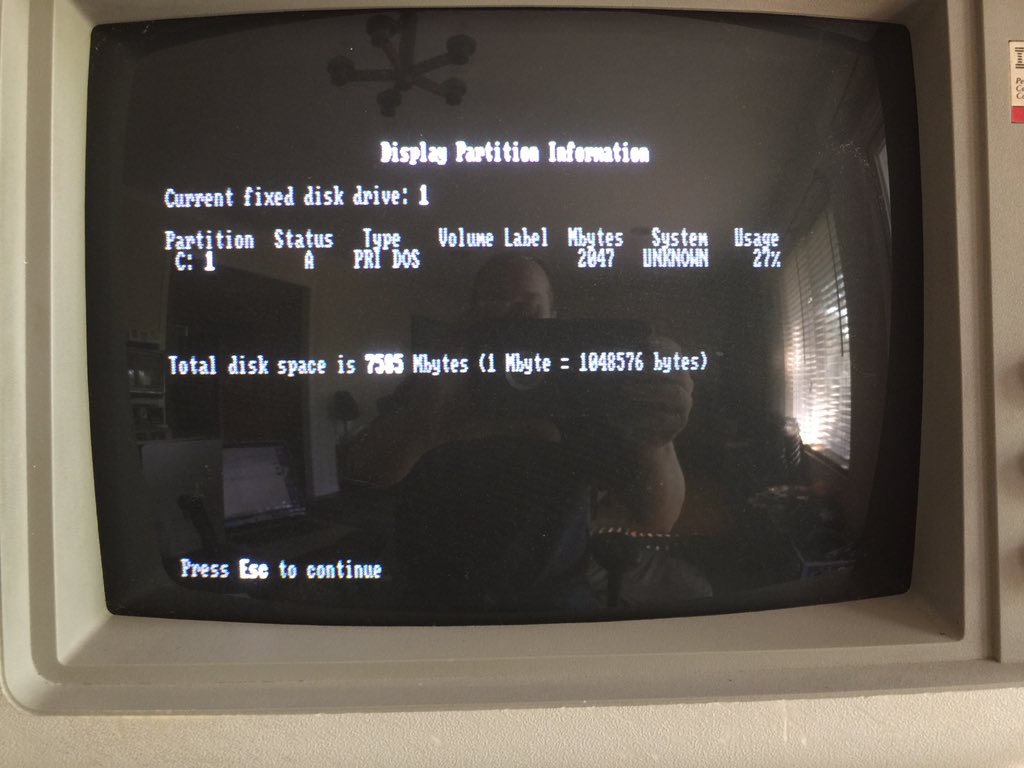 Display Partition Information
Current fixed disk drive: 1
Partition Status Type Volume Label Mbytes System Usage
C: 1 A PRI DOS 2047 UNKNOWN 27%
Total disk space is 7505 Mbytes (1 Mbyte = 1048576 bytes)
Press Esc to continue